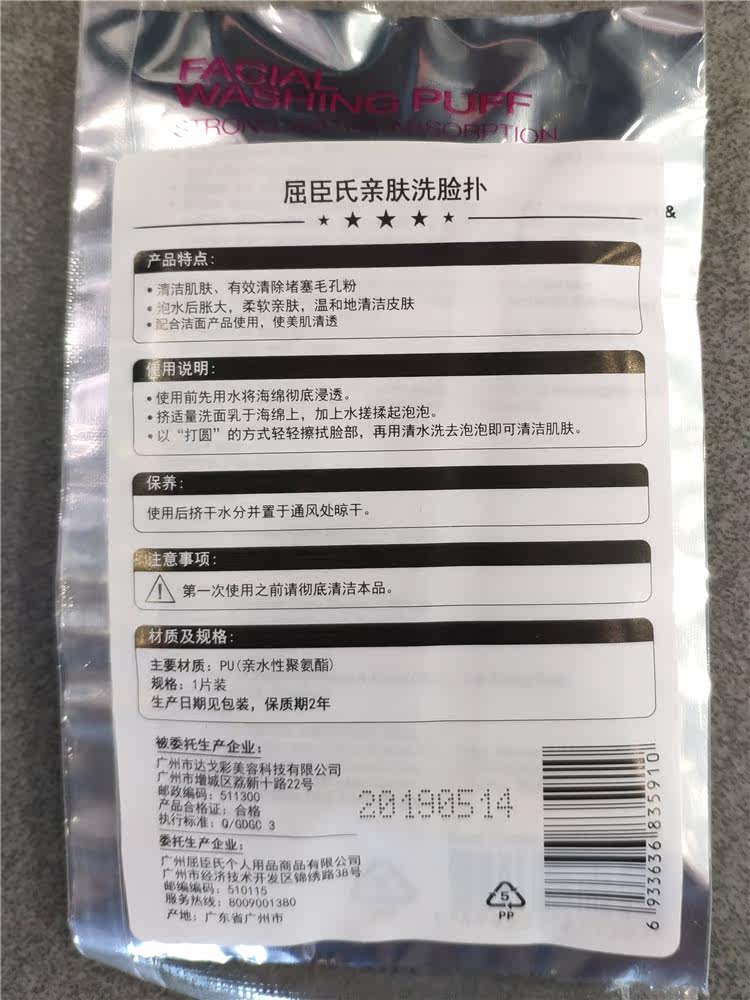 FACIAL
WASHING PUFF
ABSORPTION
屈臣氏亲肤洗脸扑
&
产品特点：
• 清洁肌肤、有效清除堵塞毛孔粉
• 泡水后胀大，柔软亲肤，温和地清洁皮肤
• 配合洁面产品使用，使美肌清透
使用说明：
• 使用前先用水将海绵彻底浸透。
• 挤适量洗面乳于海绵上，加上水搓揉起泡泡。
• 以“打圆”的方式轻轻擦拭脸部，再用清水洗去泡泡即可清洁肌肤。
保养：
使用后挤干水分并置于通风处晾干。
注意事项：
第一次使用之前请彻底清洁本品。
材质及规格：
主要材质：PU(亲水性聚氨酯)
规格：1片装
生产日期见包装，保质期2年
被委托生产企业：
广州市达戈彩美容科技有限公司
广州市增城区荔新十路22号
邮政编码：511300
产品合格证：合格
执行标准：Q/GDGC 3
20190514
委托生产企业：
广州屈臣氏个人用品商品有限公司
广州市经济技术开发区锦绣路38号
邮编编码：510115
服务热线：8009001380
产地：广东省广州市
5
PP
6 933636 835910